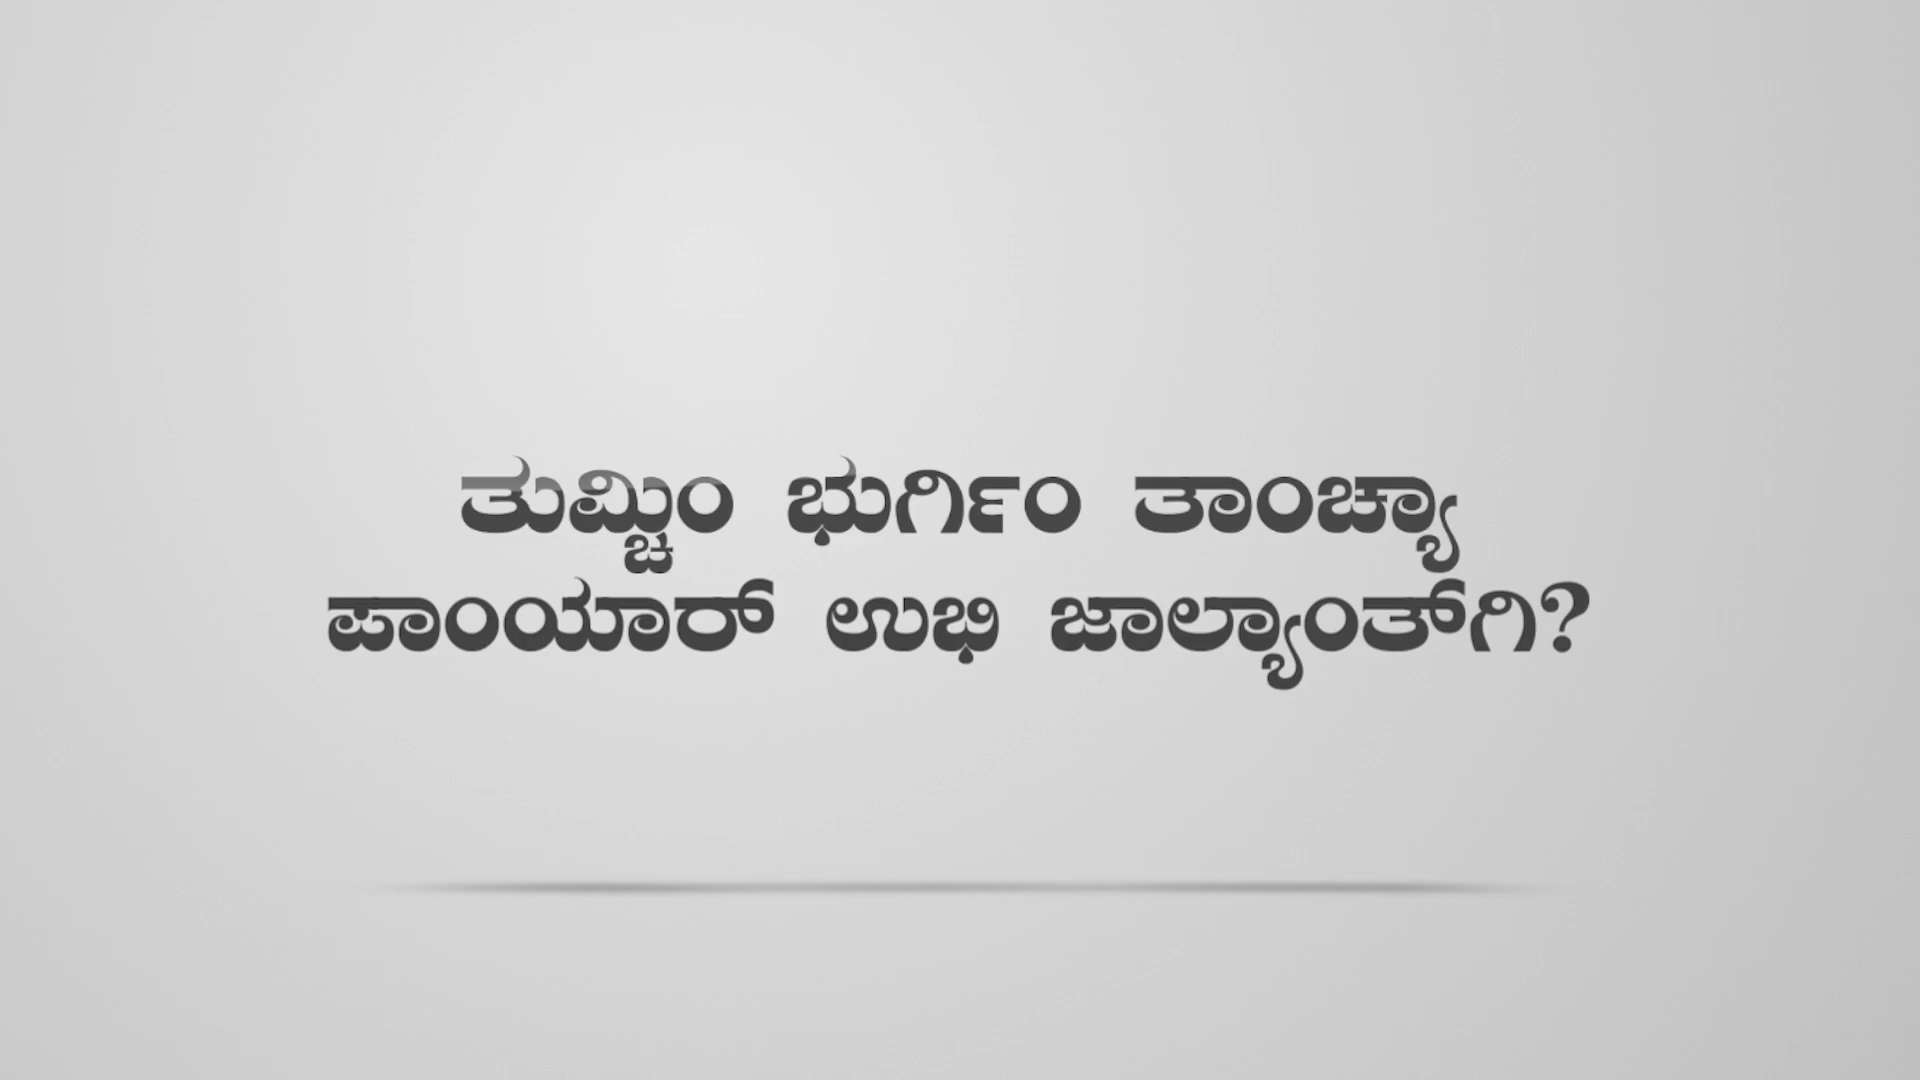 ತುಮ್ಚಿಂ ಭುರ್ಗಿಂ ತಾಂಚ್ಯಾ
ಪಾಂಯಾರ್ ಉಭಿ ಜಾಲ್ಯಾಂತ್‌ಗಿ?